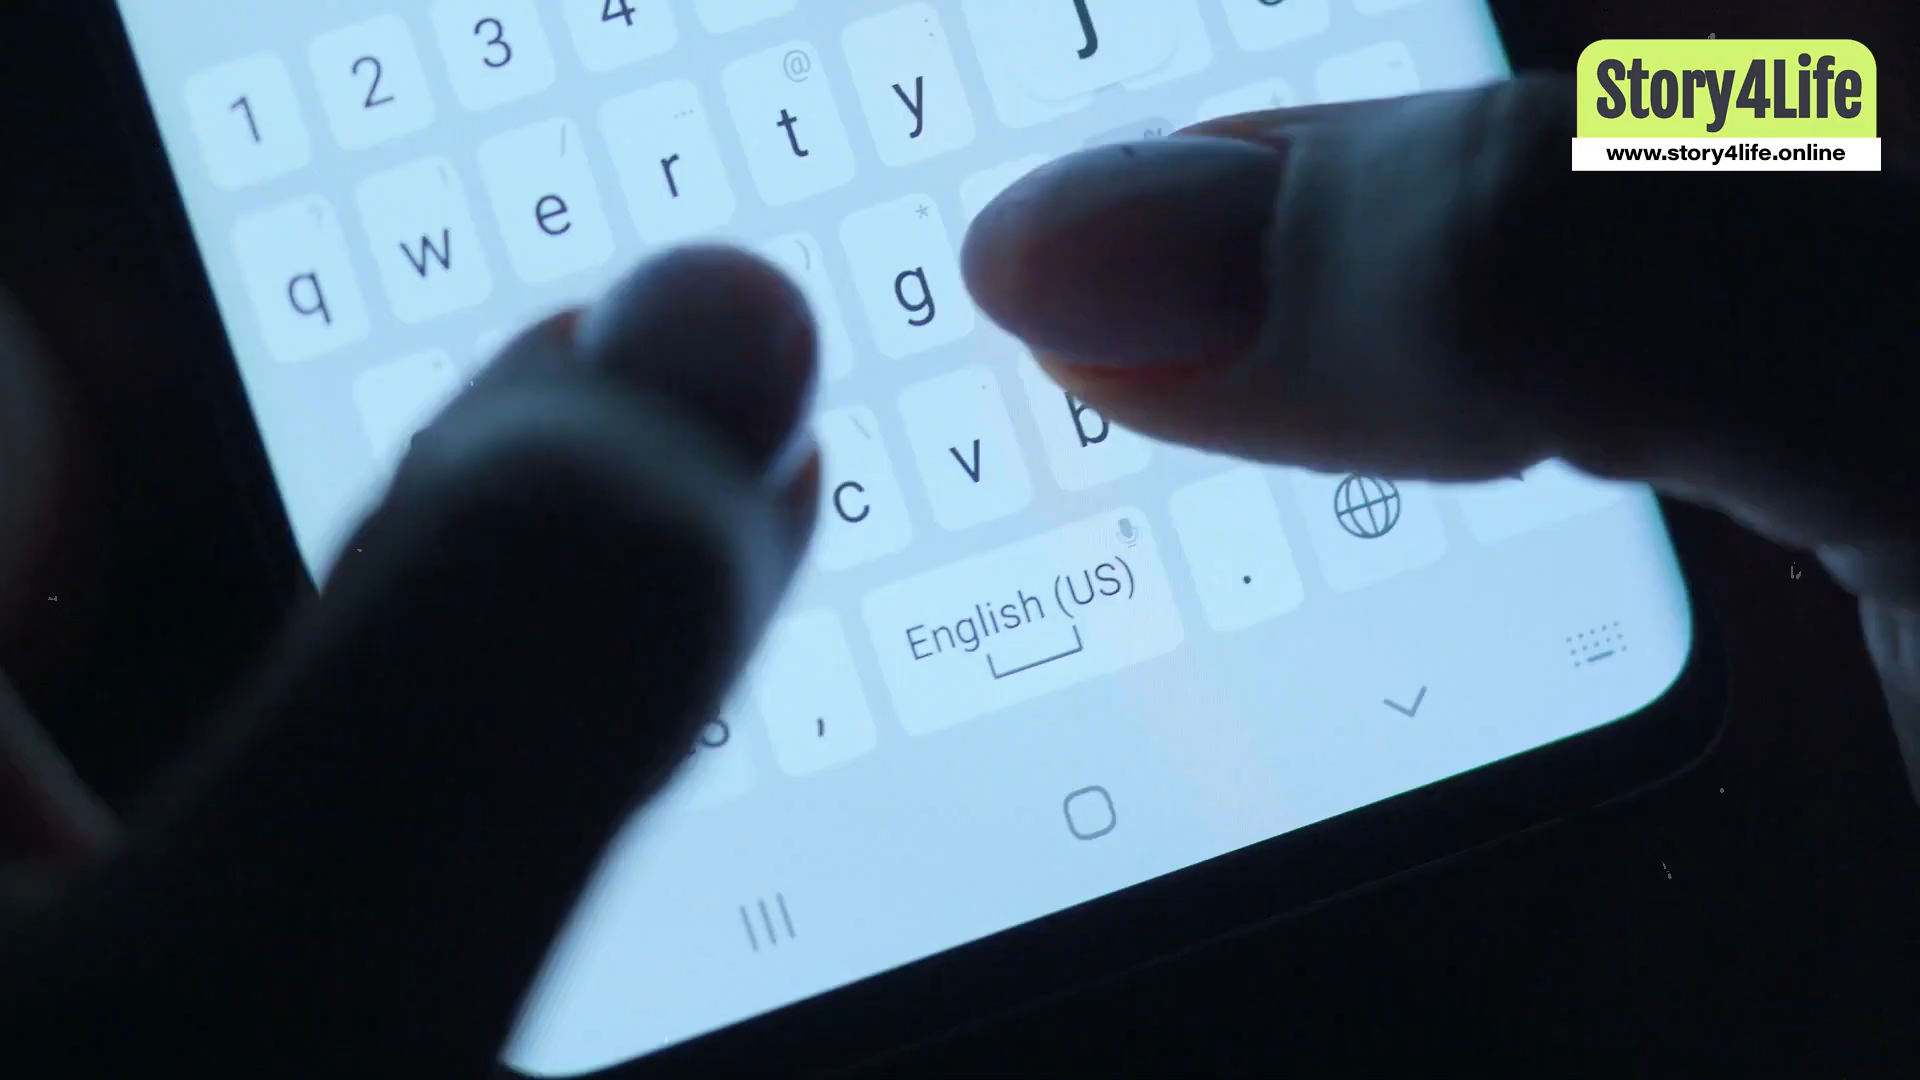 Story4Life
www.story4life.online
1 2 3 4
q w e r t y j
g
c v b
, English (US) .